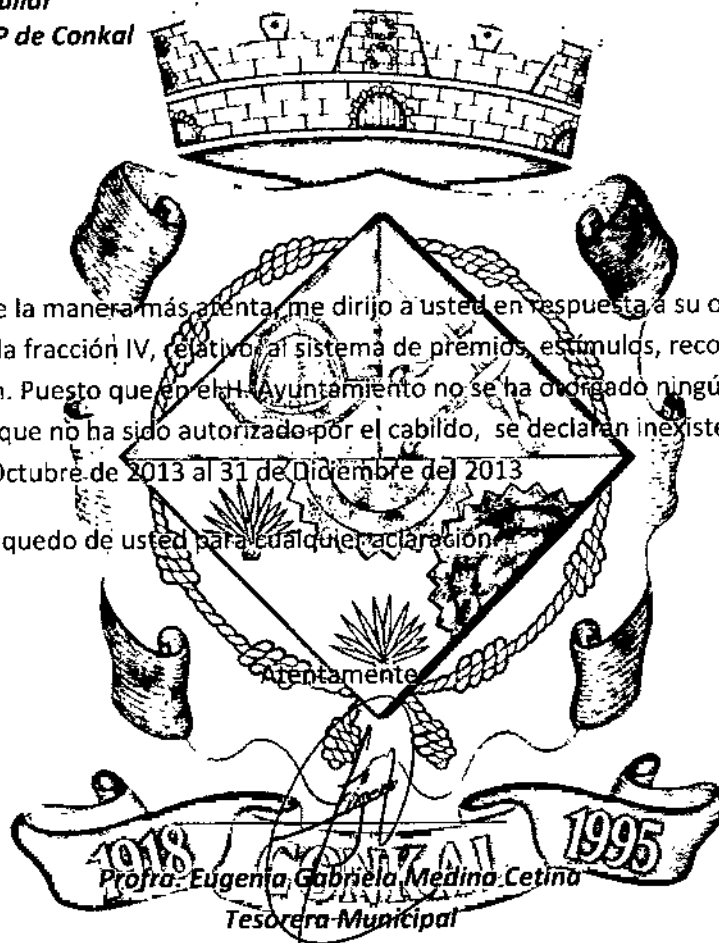 P de Conkal
e la manera más atenta, me dirijo a usted en respuesta a su
la fracción IV, relativo al sistema de premios, estímulos,
n. Puesto que en el H. Ayuntamiento no se ha otorgado
que no ha sido autorizado por el cabildo, se declaran
Octubre de 2013 al 31 de Diciembre del 2013
quedo de usted para cualquier aclaración
Atentamente
1918 CONKAL 1995
Profra. Eugenia Gabriela Medina Cetina
Tesorera Municipal